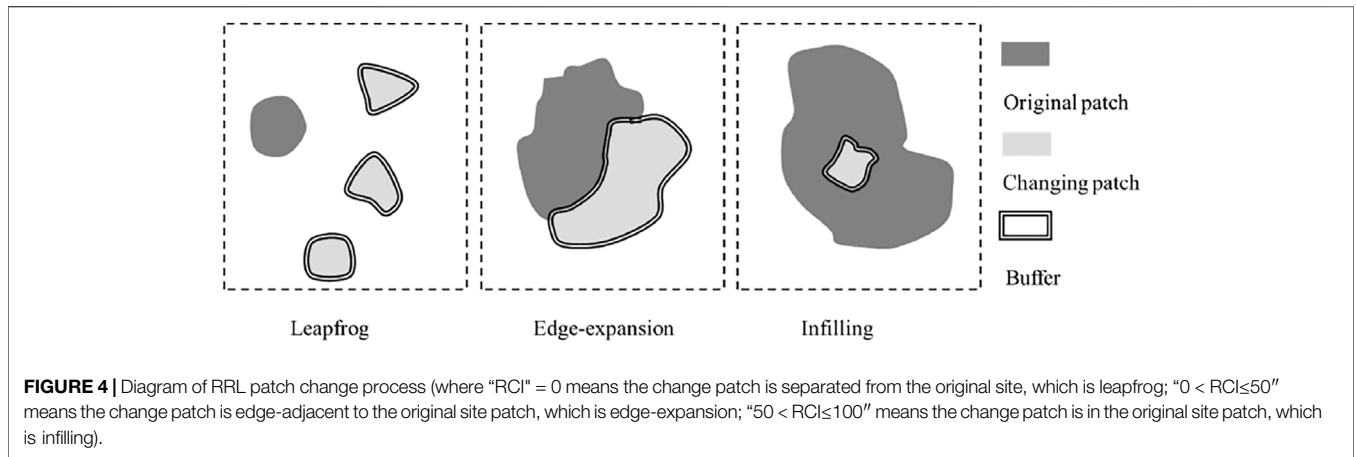 Original patch
Changing patch
Buffer
Leapfrog
Edge-expansion
Infilling
FIGURE 4 | Diagram of RRL patch change process (where “RCI" = 0 means the change patch is separated from the original site, which is leapfrog; “0 < RCI≤50″
means the change patch is edge-adjacent to the original site patch, which is edge-expansion; “50 < RCI≤100″ means the change patch is in the original site patch, which
is infilling).